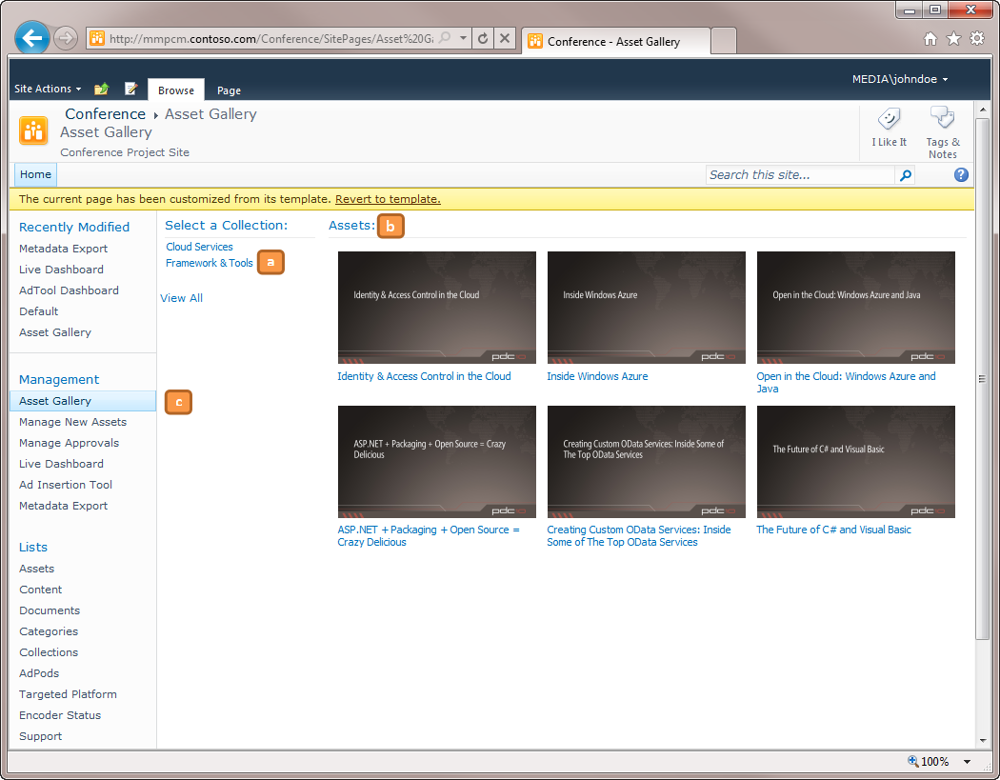 http://mmpcm.contoso.com/Conference/SitePages/Asset%20G
Conference - Asset Gallery
Site Actions
Browse
Page
MEDIA\johndoe
Conference ▸ Asset Gallery
Asset Gallery
Conference Project Site
I Like It
Tags &
Notes
Home
Search this site...
The current page has been customized from its template. Revert to template.
Recently Modified
Metadata Export
Live Dashboard
AdTool Dashboard
Default
Asset Gallery
Management
Asset Gallery
Manage New Assets
Manage Approvals
Live Dashboard
Ad Insertion Tool
Metadata Export
Lists
Assets
Content
Documents
Categories
Collections
AdPods
Targeted Platform
Encoder Status
Support
Select a Collection:
Cloud Services
Framework & Tools
a
View All
c
Assets:
b
Identity & Access Control in the Cloud
pdc10
Identity & Access Control in the Cloud
Inside Windows Azure
pdc10
Inside Windows Azure
Open in the Cloud: Windows Azure and Java
pdc10
Open in the Cloud: Windows Azure and
Java
ASP.NET + Packaging + Open Source = Crazy
Delicious
pdc10
ASP.NET + Packaging + Open Source =
Crazy Delicious
Creating Custom OData Services: Inside Some of
The Top OData Services
pdc10
Creating Custom OData Services: Inside
Some of The Top OData Services
The Future of C# and Visual Basic
pdc10
The Future of C# and Visual Basic
100%